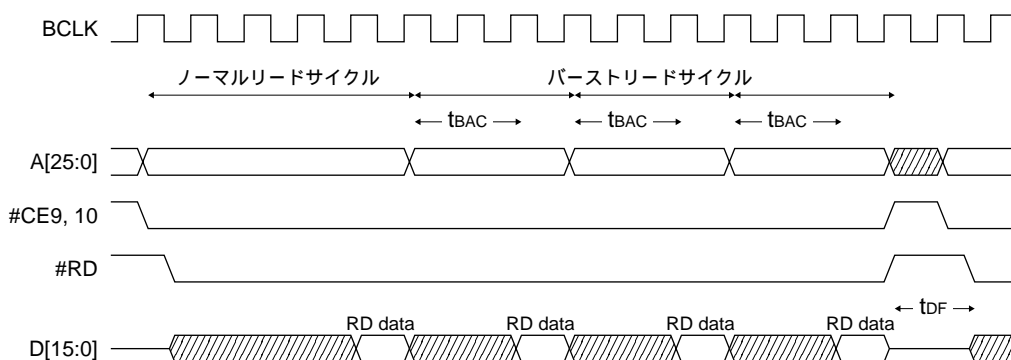 BCLK
ノーマルリードサイクル バーストリードサイクル
tBAC tBAC tBAC
A[25:0]
#CE9, 10
#RD
tDF
RD data RD data RD data RD data
D[15:0]